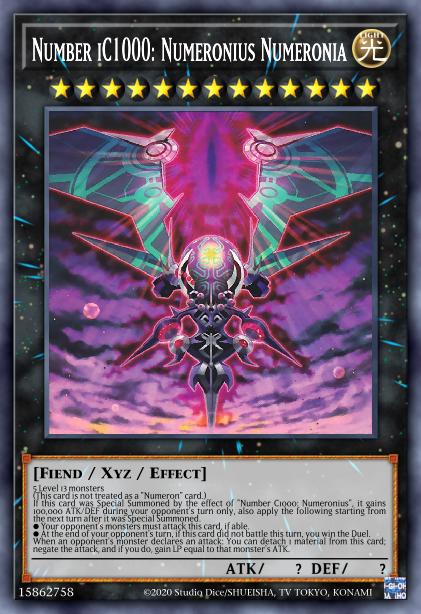 NUMBER iC1000: NUMERONIUS NUMERONIA
LIGHT
光
[FIEND / XYZ / EFFECT]
5 Level 13 monsters
(This card is not treated as a "Numeron" card.)
If this card was Special Summoned by the effect of "Number C1000: Numeronius", it gains
100,000 ATK/DEF during your opponent's turn only, also apply the following starting from
the next turn after it was Special Summoned.
● Your opponent's monsters must attack this card, if able.
● At the end of your opponent's turn, if this card did not battle this turn, you win the Duel.
When an opponent's monster declares an attack: You can detach 1 material from this card;
negate the attack, and if you do, gain LP equal to that monster's ATK.
ATK/ ? DEF/ ?
15862758
©2020 Studio Dice/SHUEISHA, TV TOKYO, KONAMI